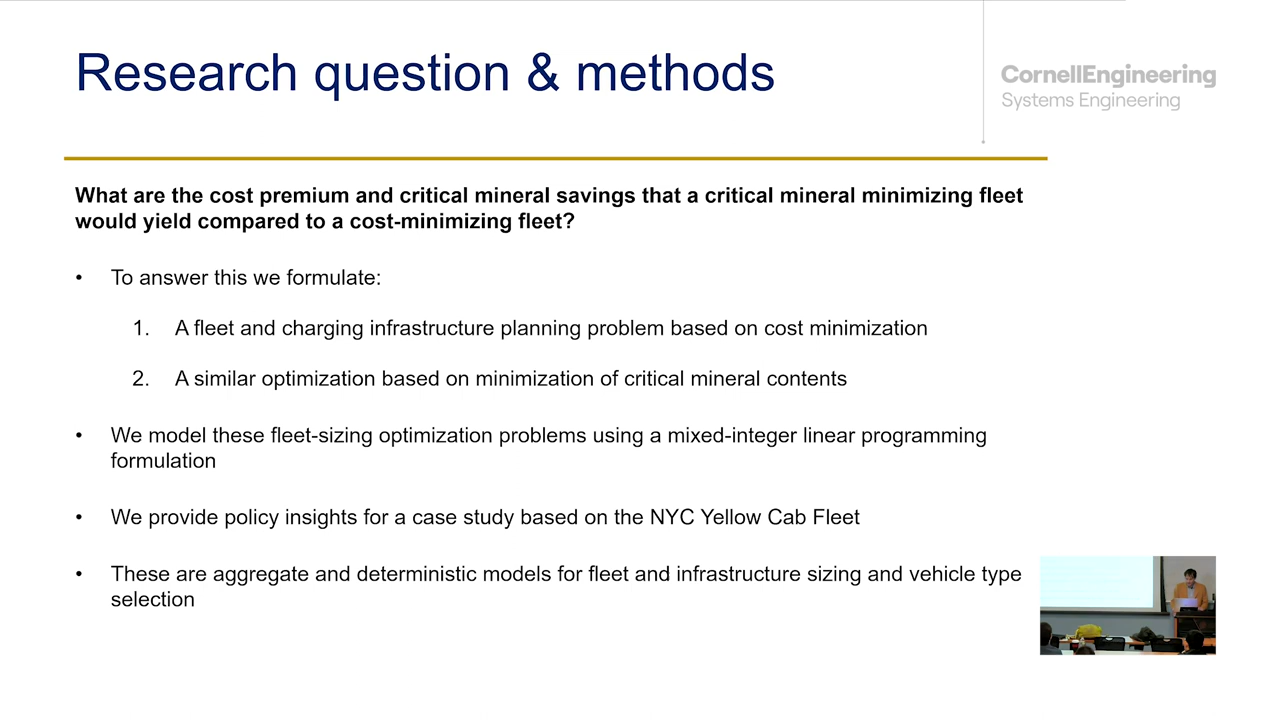 Research question & methods
CornellEngineering
Systems Engineering
What are the cost premium and critical mineral savings that a critical mineral minimizing fleet
would yield compared to a cost-minimizing fleet?
• To answer this we formulate:
1. A fleet and charging infrastructure planning problem based on cost minimization
2. A similar optimization based on minimization of critical mineral contents
• We model these fleet-sizing optimization problems using a mixed-integer linear programming
formulation
• We provide policy insights for a case study based on the NYC Yellow Cab Fleet
• These are aggregate and deterministic models for fleet and infrastructure sizing and vehicle type
selection